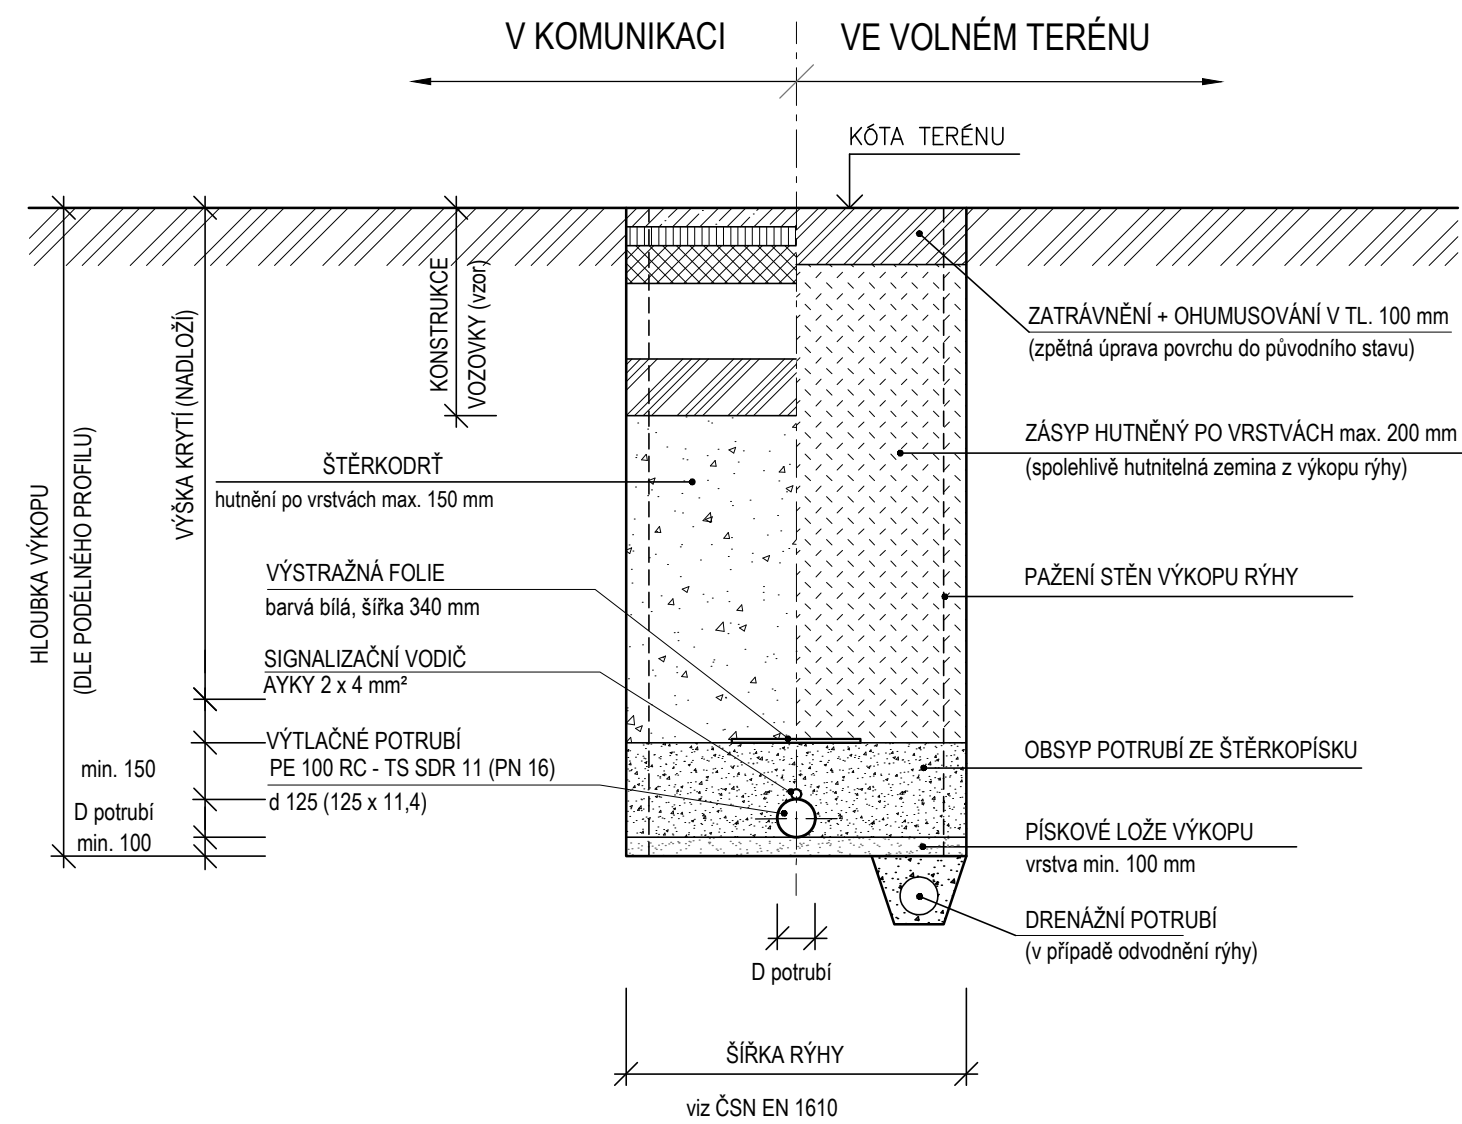 V KOMUNIKACI
VE VOLNÉM TERÉNU
KÓTA TERÉNU
HLOUBKA VÝKOPU
(DLE PODÉLNÉHO PROFILU)
VÝŠKA KRYTÍ (NADLOŽÍ)
KONSTRUKCE
VOZOVKY (vzor)
ŠTĚRKODRŤ
hutnění po vrstvách max. 150 mm
VÝSTRAŽNÁ FOLIE
barvá bílá, šířka 340 mm
SIGNALIZAČNÍ VODIČ
AYKY 2 x 4 mm²
VÝTLAČNÉ POTRUBÍ
PE 100 RC - TS SDR 11 (PN 16)
d 125 (125 x 11,4)
min. 150
D potrubí
min. 100
ZATRÁVNĚNÍ + OHUMUSOVÁNÍ V TL. 100 mm
(zpětná úprava povrchu do původního stavu)
ZÁSYP HUTNĚNÝ PO VRSTVÁCH max. 200 mm
(spolehlivě hutnitelná zemina z výkopu rýhy)
PAŽENÍ STĚN VÝKOPU RÝHY
OBSYP POTRUBÍ ZE ŠTĚRKOPÍSKU
PÍSKOVÉ LOŽE VÝKOPU
vrstva min. 100 mm
DRENÁŽNÍ POTRUBÍ
(v případě odvodnění rýhy)
D potrubí
ŠÍŘKA RÝHY
viz ČSN EN 1610